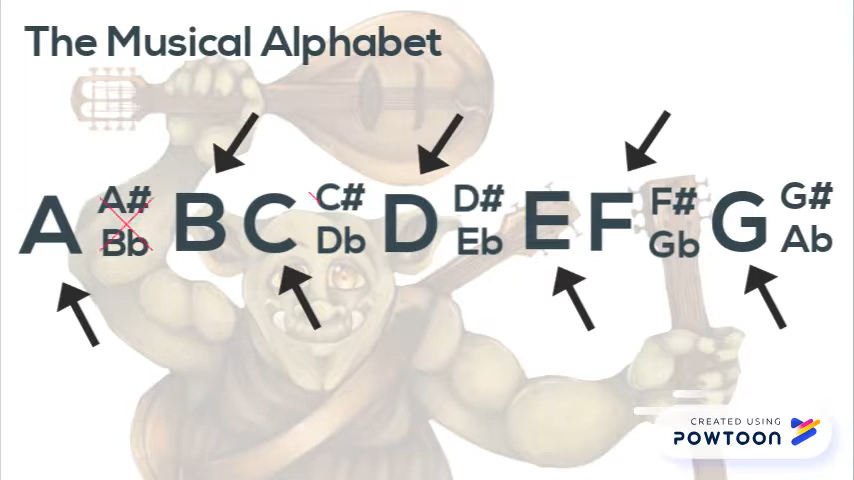 The Musical Alphabet
A A# Bb B C C# Db D D# Eb E F F# Gb G G# Ab
CREATED USING
POWTOON